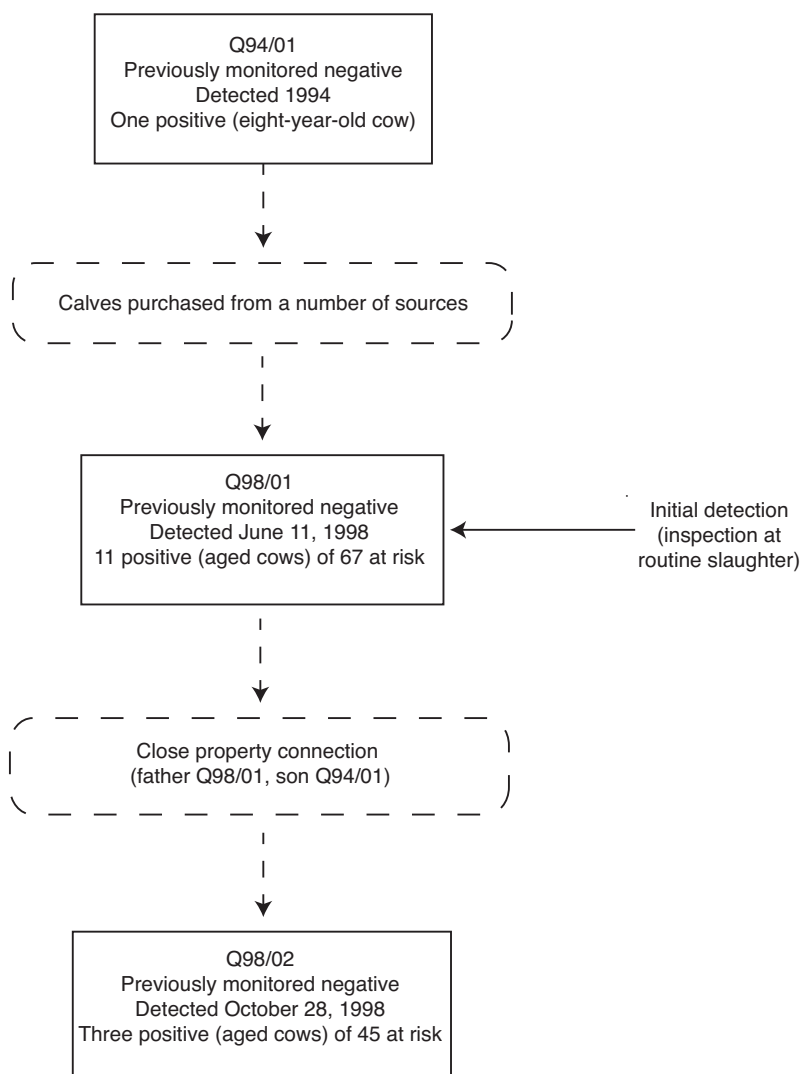 Q94/01
Previously monitored negative
Detected 1994
One positive (eight-year-old cow)
Calves purchased from a number of sources
Q98/01
Previously monitored negative
Detected June 11, 1998
11 positive (aged cows) of 67 at risk
Initial detection
(inspection at
routine slaughter)
Close property connection
(father Q98/01, son Q94/01)
Q98/02
Previously monitored negative
Detected October 28, 1998
Three positive (aged cows) of 45 at risk